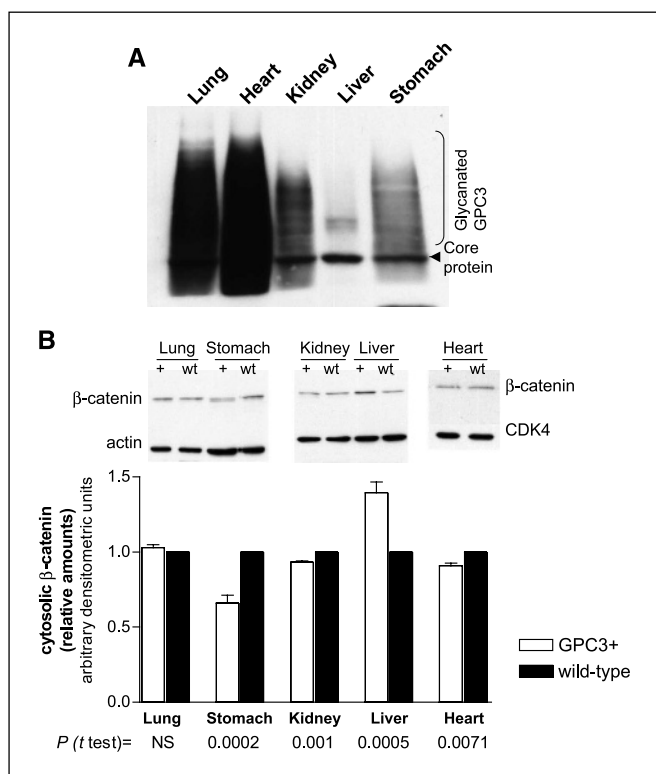 A
Lung Heart Kidney Liver Stomach
Glycanated
GPC3
Core
protein
B
Lung Stomach Kidney Liver Heart
+ wt + wt + wt + wt + wt
β-catenin β-catenin
actin CDK4
cytosolic β-catenin
(relative amounts)
arbitrary densitometric units
1.5
1.0
0.5
0.0
GPC3+
wild-type
Lung Stomach Kidney Liver Heart
P (t test)= NS 0.0002 0.001 0.0005 0.0071